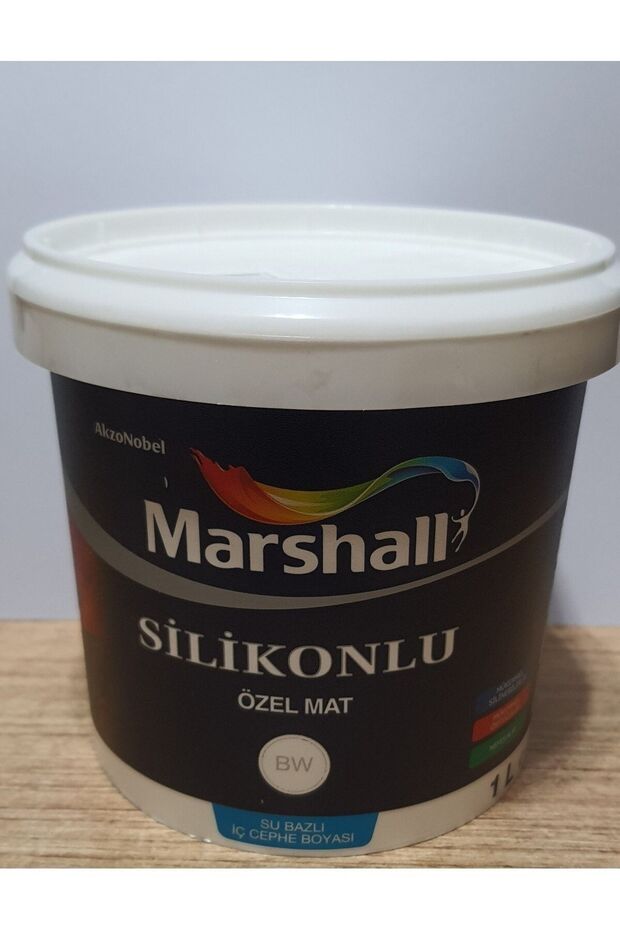 AkzoNobel
Marshall
SİLİKONLU
ÖZEL MAT
BW
1 L
SU BAZLI
İÇ CEPHE BOYASI